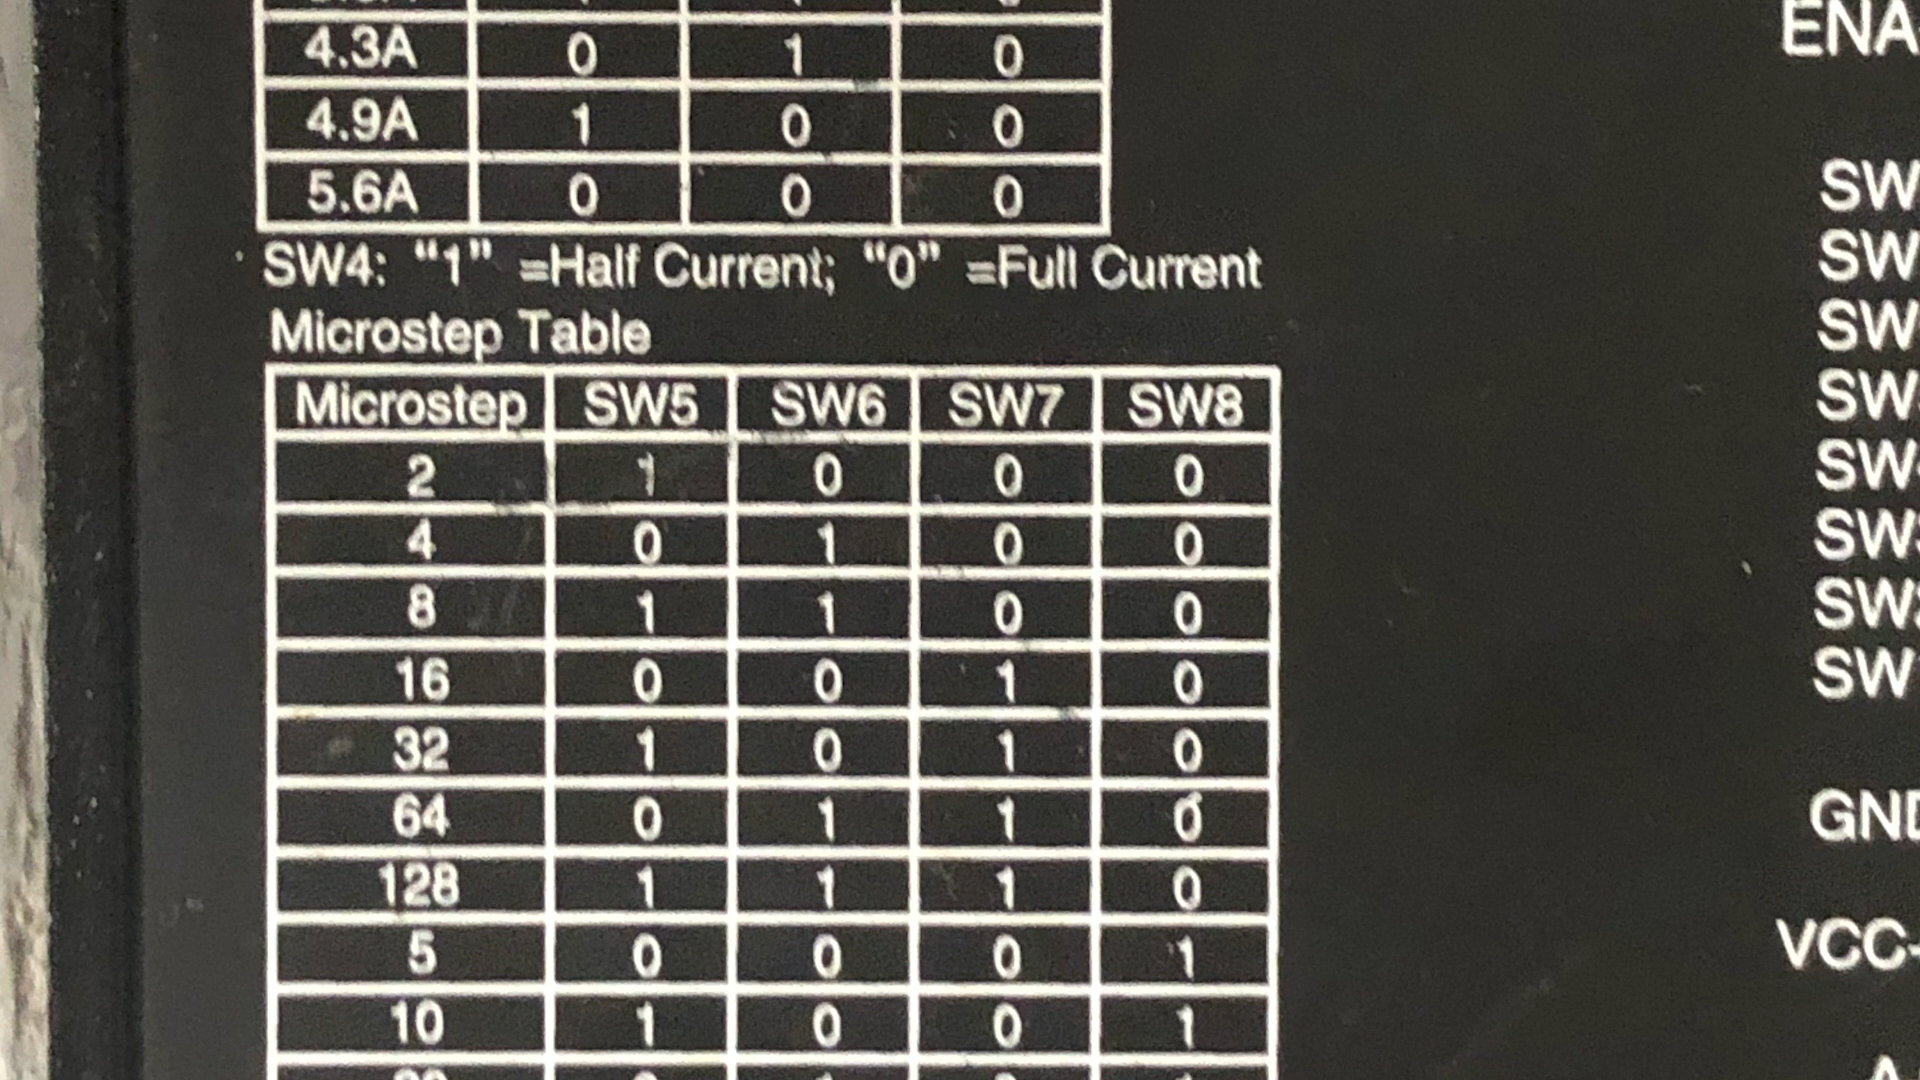 4.3A 0 1 0
4.9A 1 0 0
5.6A 0 0 0
SW4: “1” =Half Current; “0” =Full Current
Microstep Table
Microstep SW5 SW6 SW7 SW8
2 1 0 0 0
4 0 1 0 0
8 1 1 0 0
16 0 0 1 0
32 1 0 1 0
64 0 1 1 0
128 1 1 1 0
5 0 0 0 1
10 1 0 0 1
ENA
SW
SW
SW
SW
SW
SW
SW
SW
GND
VCC-